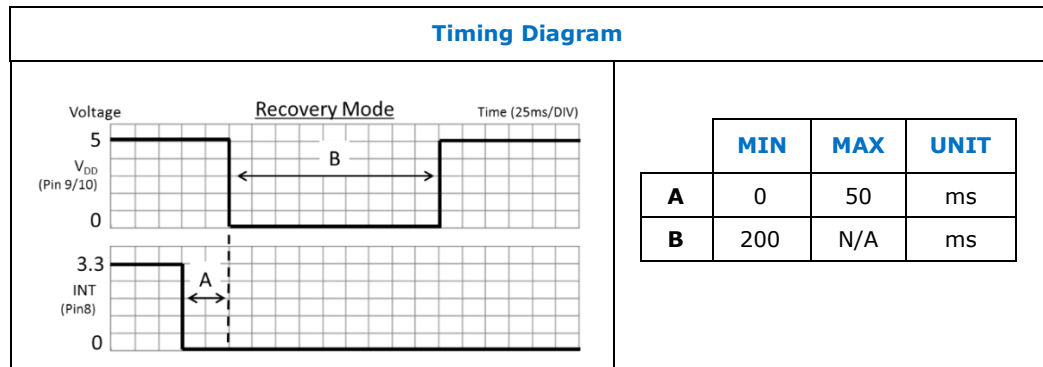 Timing Diagram
Voltage Recovery Mode Time (25ms/DIV)
5
B
VDD
(Pin 9/10)
0
3.3
A
INT
(Pin8)
0
MIN MAX UNIT
A 0 50 ms
B 200 N/A ms